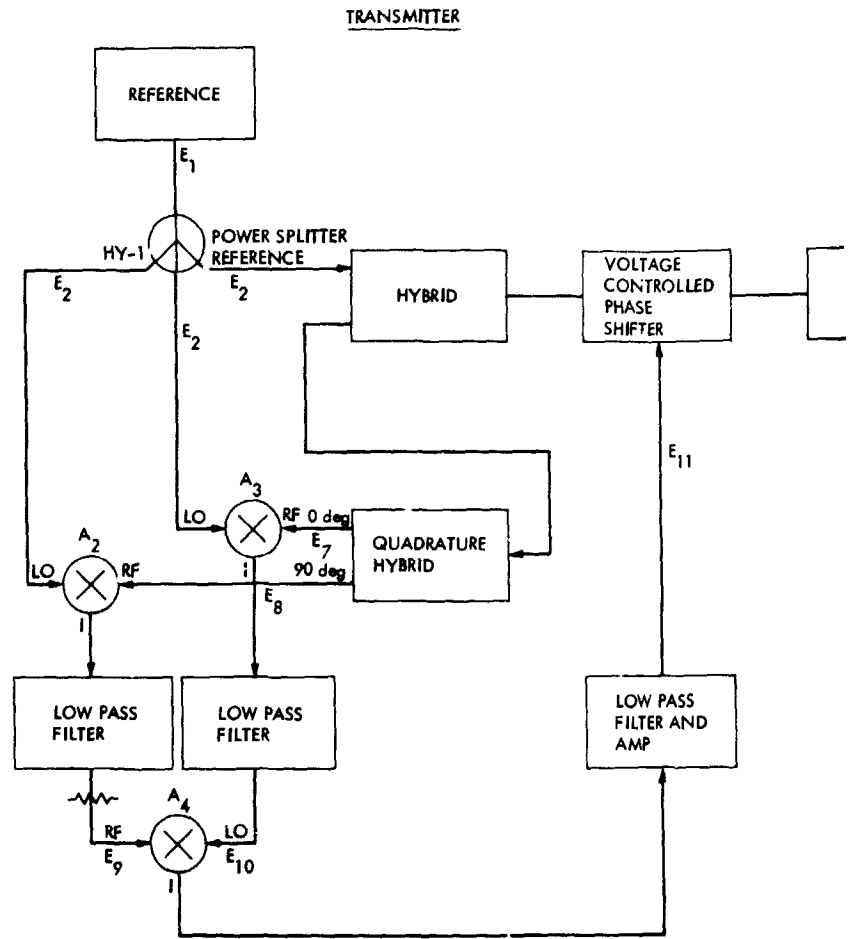 TRANSMITTER
REFERENCE
E1
HY-1
POWER SPLITTER
REFERENCE
E2
E2
E2
HYBRID
VOLTAGE
CONTROLLED
PHASE
SHIFTER
E11
A3
LO
RF 0 deg
E7
QUADRATURE
HYBRID
A2
LO
RF
90 deg
E8
I
I
LOW PASS
FILTER
LOW PASS
FILTER
LOW PASS
FILTER AND
AMP
A4
RF
LO
E9
E10
I